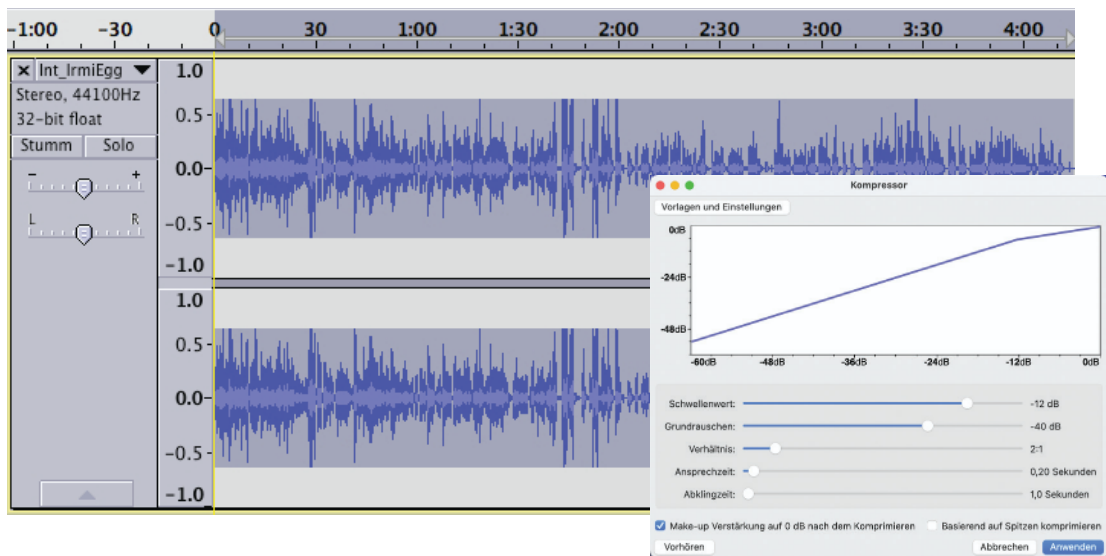 -1:00 -30 0 30 1:00 1:30 2:00 2:30 3:00 3:30 4:00
× Int_IrmiEgg ▼
Stereo, 44100Hz
32-bit float
Stumm Solo
- +
L R
1.0
0.5
0.0
-0.5
-1.0
1.0
0.5
0.0
-0.5
-1.0
Kompressor
Vorlagen und Einstellungen
0dB
-24dB
-48dB
-60dB -48dB -36dB -24dB -12dB 0dB
Schwellenwert: -12 dB
Grundrauschen: -40 dB
Verhältnis: 2:1
Ansprechzeit: 0,20 Sekunden
Abklingzeit: 1,0 Sekunden
Make-up Verstärkung auf 0 dB nach dem Komprimieren Basierend auf Spitzen komprimieren
Vorhören Abbrechen Anwenden